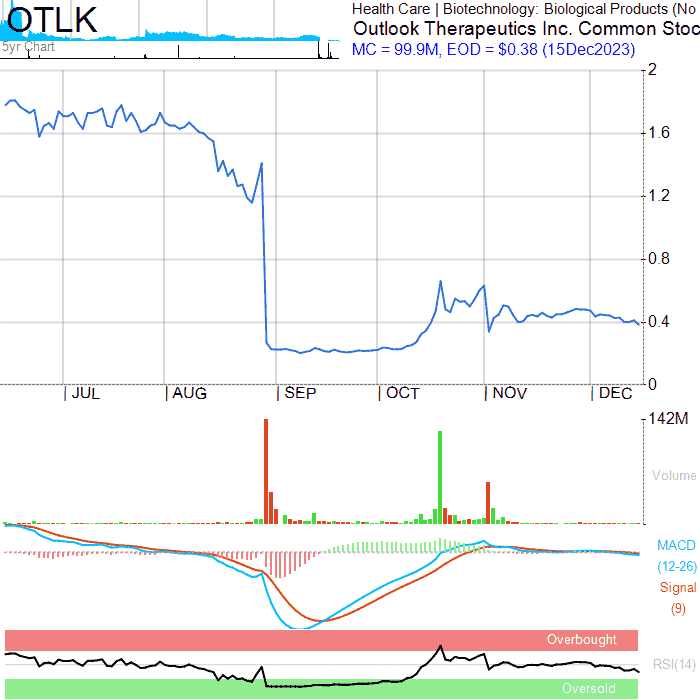 OTLK
5yr Chart
Health Care | Biotechnology: Biological Products (No
Outlook Therapeutics Inc. Common Stoc
MC = 99.9M, EOD = $0.38 (15Dec2023)
2
1.6
1.2
0.8
0.4
0
JUL AUG SEP OCT NOV DEC
142M
Volume
MACD
(12-26)
Signal
(9)
Overbought
RSI(14)
Oversold